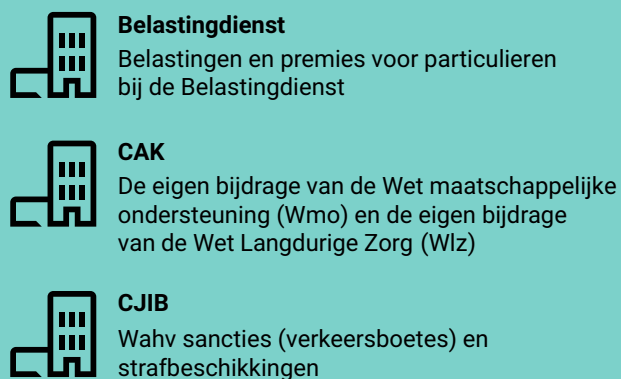 Belastingdienst
Belastingen en premies voor particulieren
bij de Belastingdienst
CAK
De eigen bijdrage van de Wet maatschappelijke
ondersteuning (Wmo) en de eigen bijdrage
van de Wet Langdurige Zorg (Wlz)
CJIB
Wahv sancties (verkeersboetes) en
strafbeschikkingen